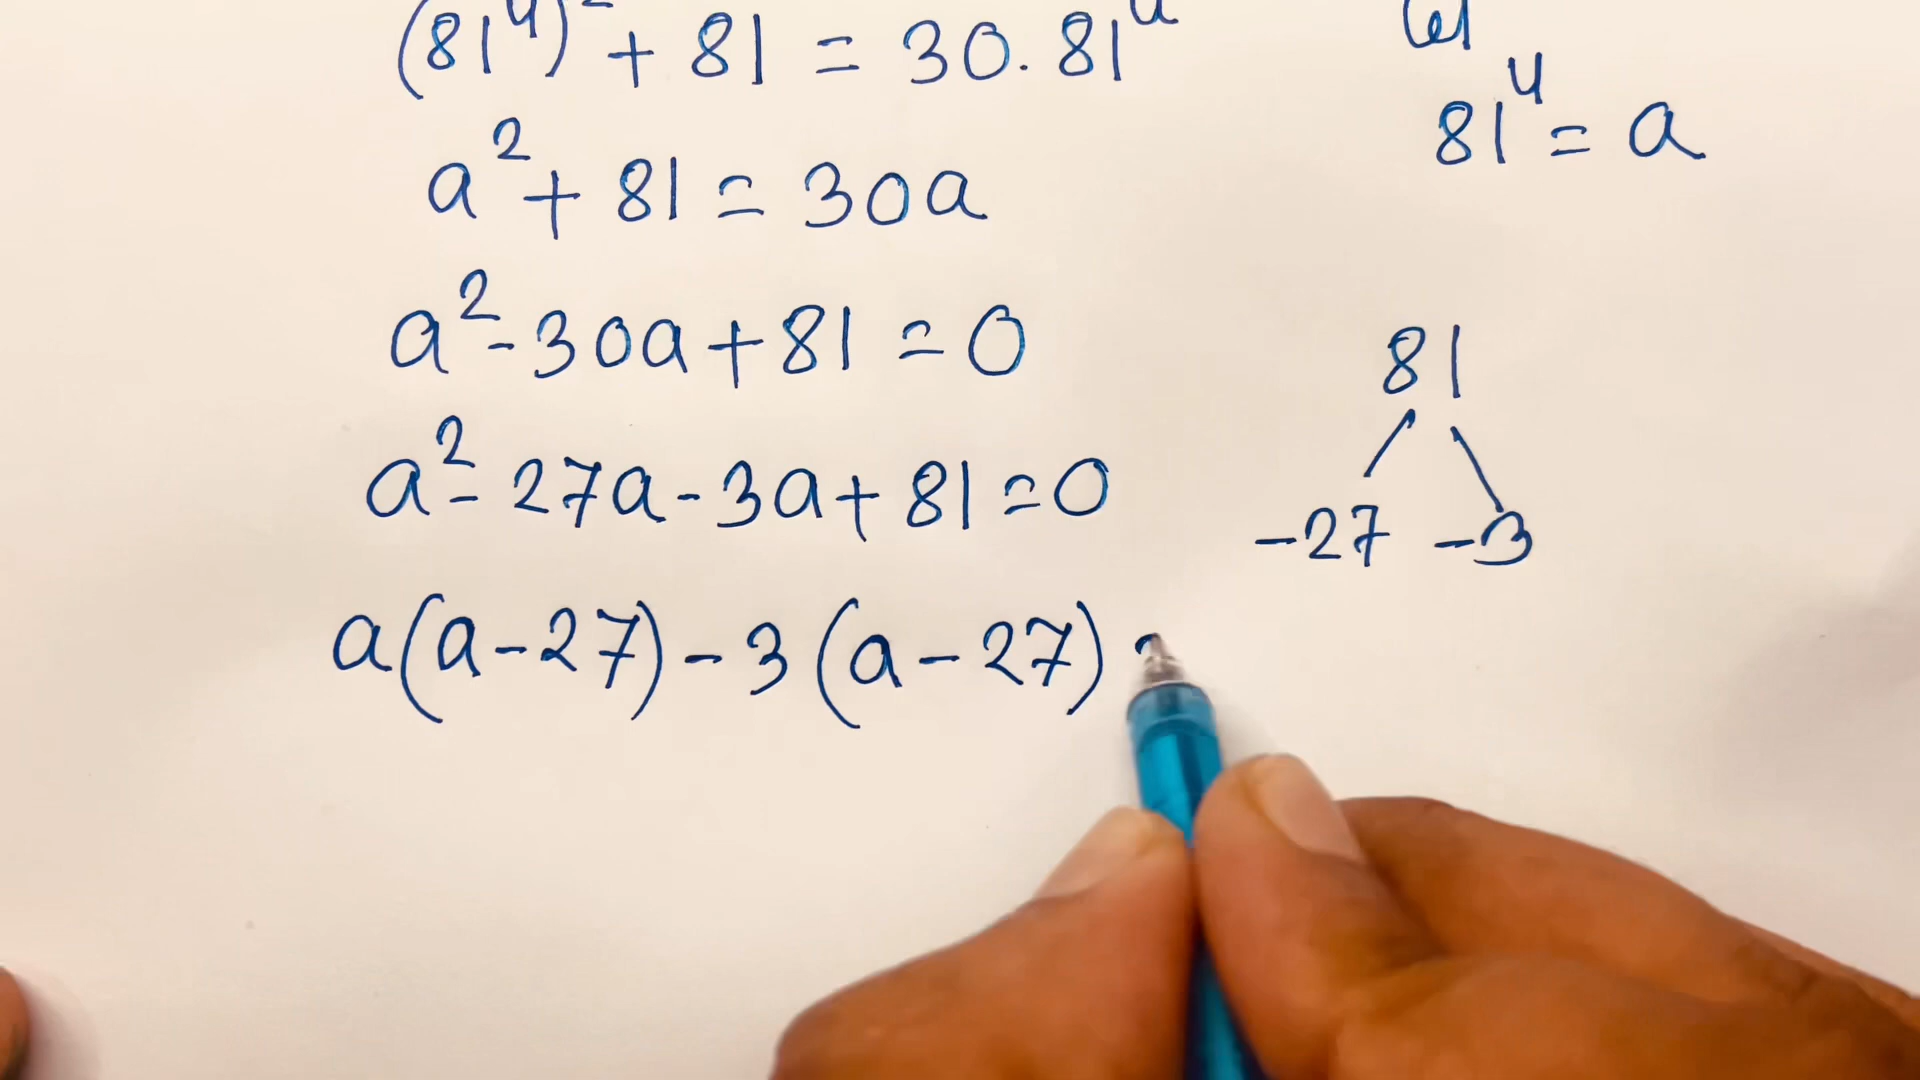 (81^u)^2 + 81 = 30. 81^u
a^2 + 81 = 30a
a^2 - 30a + 81 = 0
a^2 - 27a - 3a + 81 = 0
a(a - 27) - 3(a - 27) =
let
81^u = a
81
-27 -3